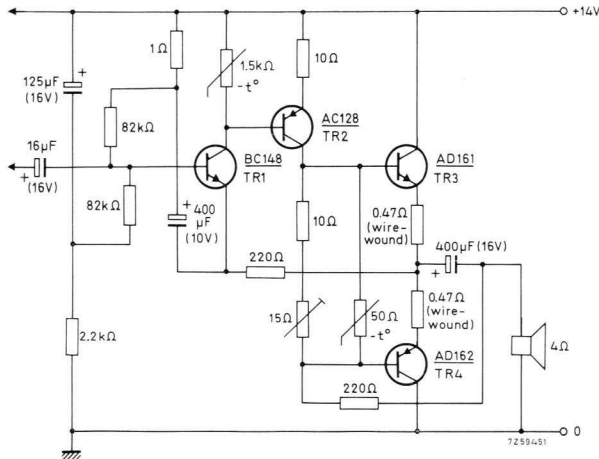 +14V
1Ω
1.5kΩ
-t°
10Ω
125µF
(16V)
+
82kΩ
AC128
TR2
16µF
+
(16V)
BC148
TR1
AD161
TR3
82kΩ
+
400
µF
(10V)
10Ω
0.47Ω
(wire-
wound)
400µF(16V)
+
220Ω
15Ω
50Ω
-t°
0.47Ω
(wire-
wound)
2.2kΩ
AD162
TR4
4Ω
220Ω
0
7Z59451